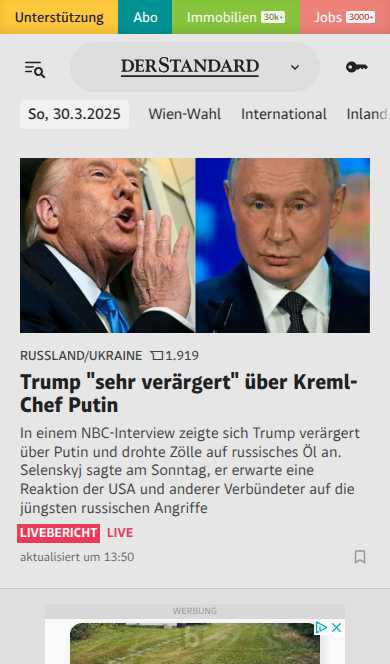 Unterstützung Abo Immobilien 30k+ Jobs 3000+
DERSTANDARD
So, 30.3.2025 Wien-Wahl International Inland
RUSSLAND/UKRAINE 1.919
Trump "sehr verärgert" über Kreml-
Chef Putin
In einem NBC-Interview zeigte sich Trump verärgert
über Putin und drohte Zölle auf russisches Öl an.
Selenskyj sagte am Sonntag, er erwarte eine
Reaktion der USA und anderer Verbündeter auf die
jüngsten russischen Angriffe
LIVEBERICHT LIVE
aktualisiert um 13:50
WERBUNG